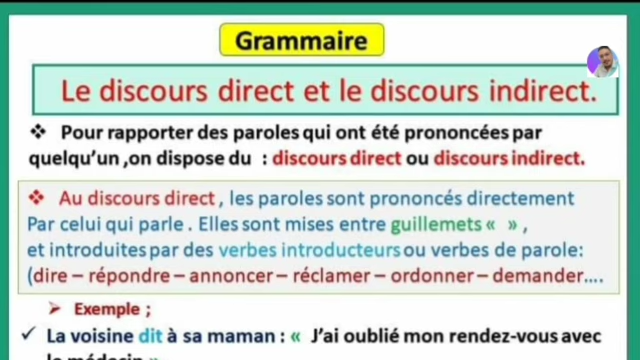 Grammaire
Le discours direct et le discours indirect.
❖ Pour rapporter des paroles qui ont été prononcées par
quelqu'un ,on dispose du : discours direct ou discours indirect.
❖ Au discours direct , les paroles sont prononcés directement
Par celui qui parle . Elles sont mises entre guillemets « » ,
et introduites par des verbes introducteurs ou verbes de parole:
(dire – répondre – annoncer – réclamer – ordonner – demander....
➢ Exemple ;
✓ La voisine dit à sa maman : « J'ai oublié mon rendez-vous avec
le médecin »